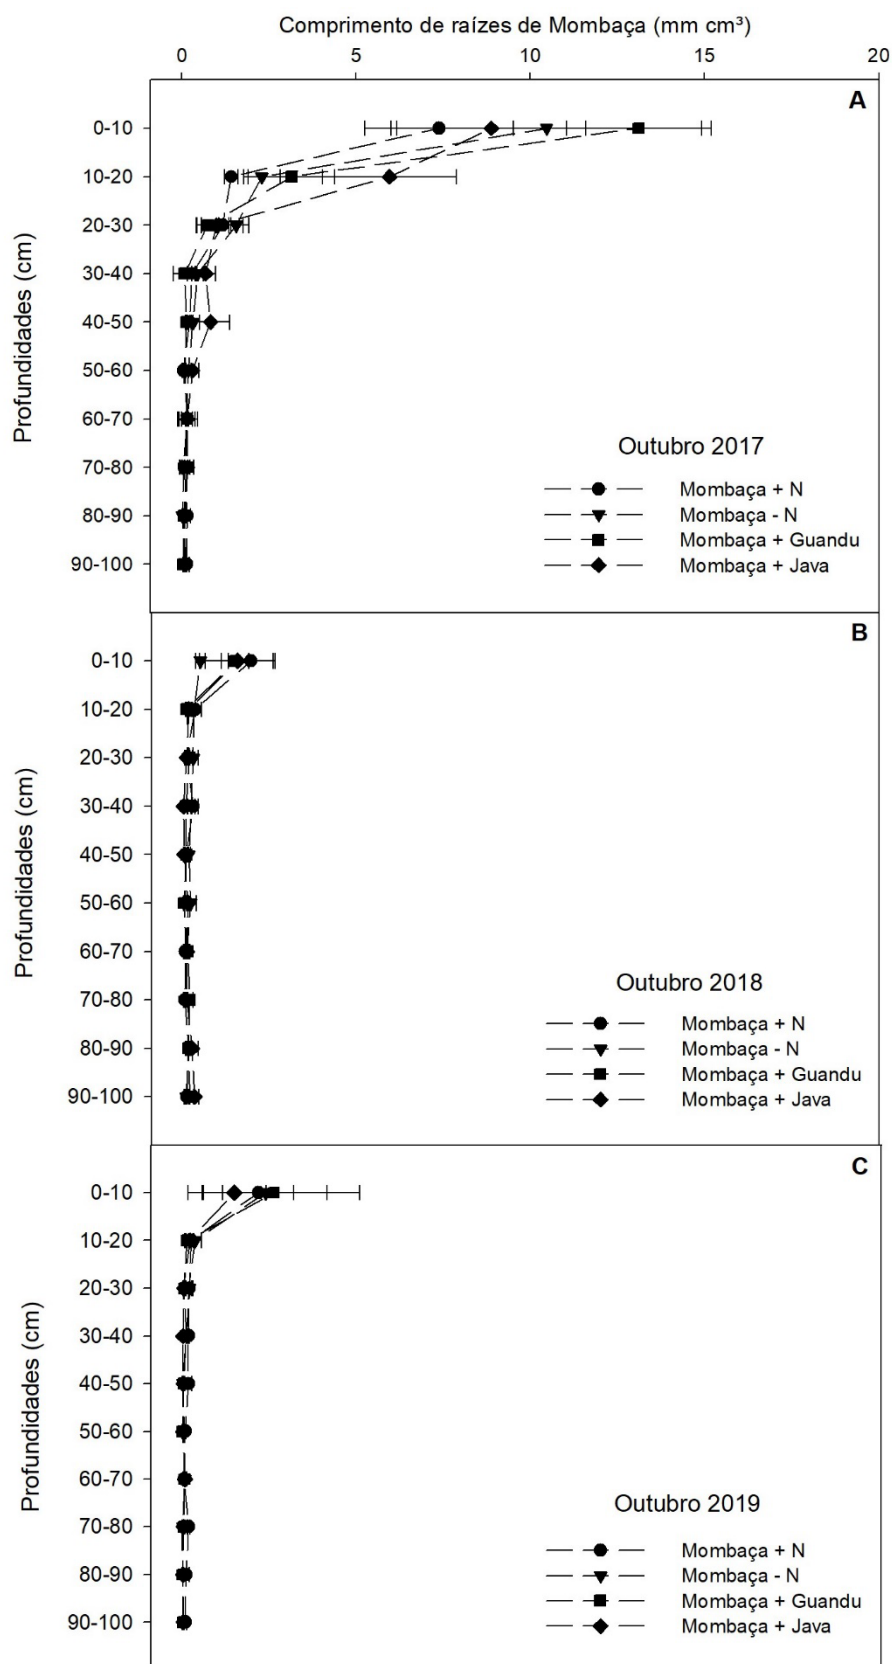 Comprimento de raízes de Mombaça (mm cm³)
0 5 10 15 20
A
Profundidades (cm)
0-10
10-20
20-30
30-40
40-50
50-60
60-70
70-80
80-90
90-100
Outubro 2017
Mombaça + N
Mombaça - N
Mombaça + Guandu
Mombaça + Java
B
Profundidades (cm)
0-10
10-20
20-30
30-40
40-50
50-60
60-70
70-80
80-90
90-100
Outubro 2018
Mombaça + N
Mombaça - N
Mombaça + Guandu
Mombaça + Java
C
Profundidades (cm)
0-10
10-20
20-30
30-40
40-50
50-60
60-70
70-80
80-90
90-100
Outubro 2019
Mombaça + N
Mombaça - N
Mombaça + Guandu
Mombaça + Java